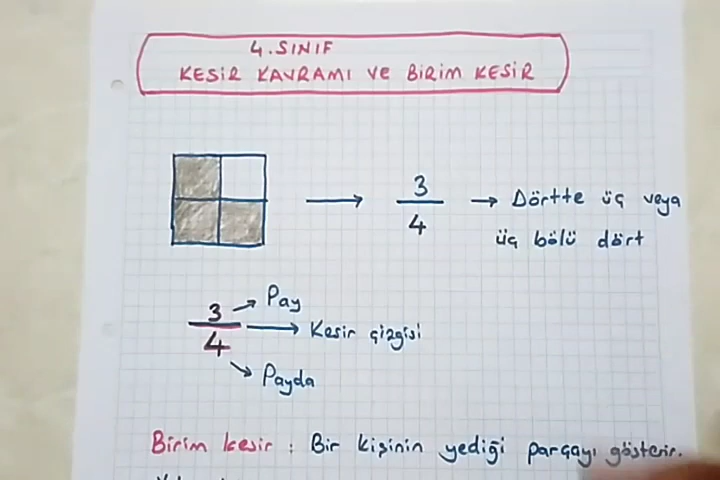 4. SINIF
KESİR KAVRAMI VE BİRİM KESİR
3
4
Dörtte üç veya
üç bölü dört
3
4
Pay
Kesir çizgisi
Payda
Birim kesir : Bir kişinin yediği parçayı gösterir.